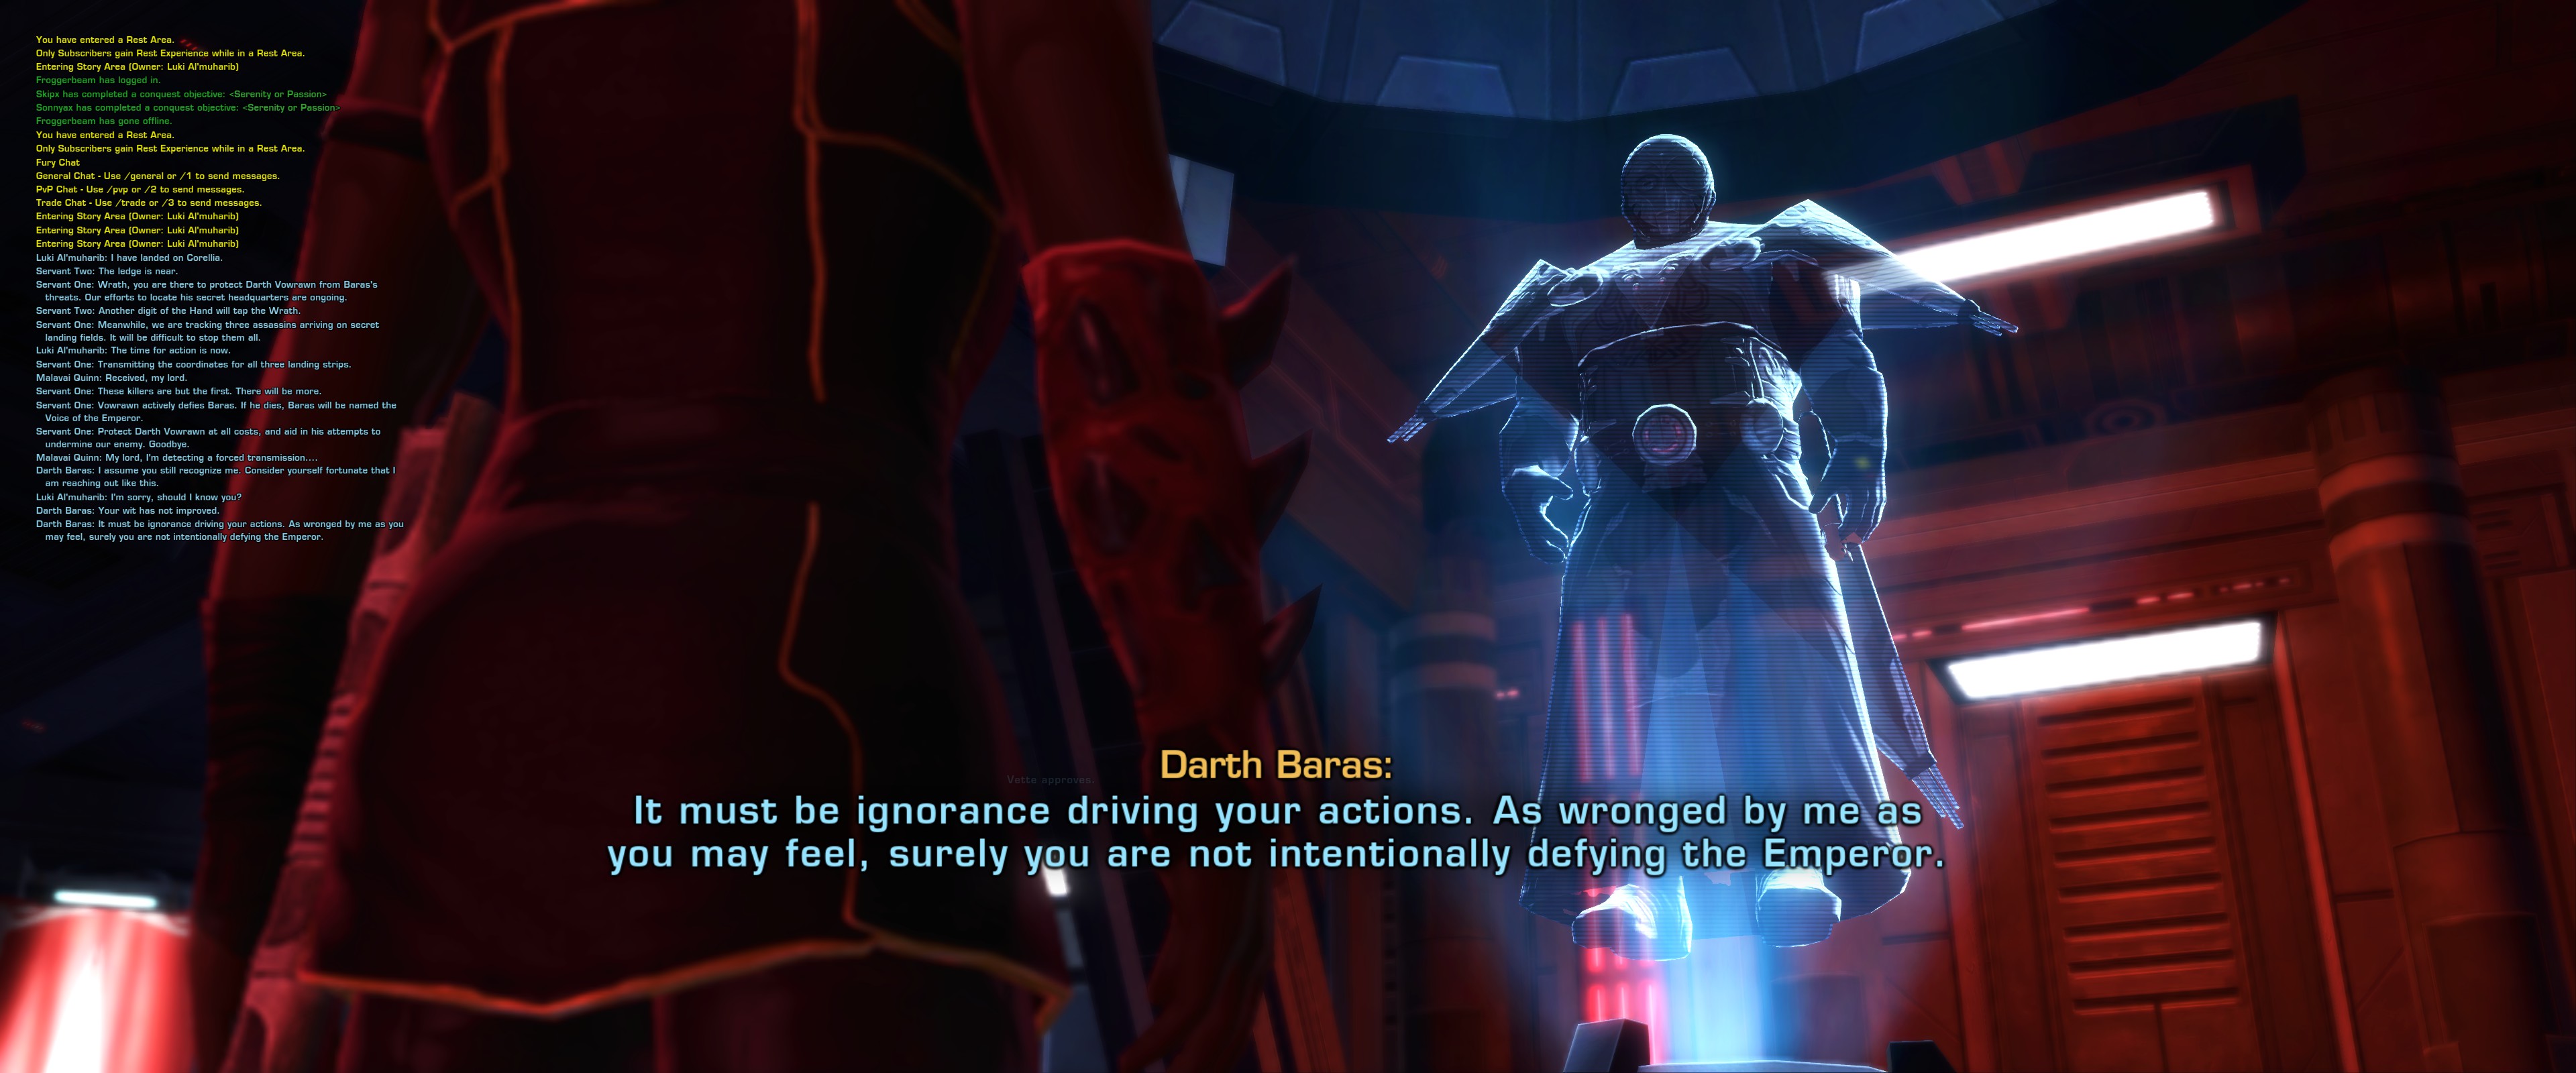 You have entered a Rest Area.
Only Subscribers gain Rest Experience while in a Rest Area.
Entering Story Area (Owner: Luki Al'muharib)
Froggerbeam has logged in.
Skipx has completed a conquest objective: <Serenity or Passion>
Sonnyax has completed a conquest objective: <Serenity or Passion>
Froggerbeam has gone offline.
You have entered a Rest Area.
Only Subscribers gain Rest Experience while in a Rest Area.
Fury Chat
General Chat - Use /general or /1 to send messages.
PvP Chat - Use /pvp or /2 to send messages.
Trade Chat - Use /trade or /3 to send messages.
Entering Story Area (Owner: Luki Al'muharib)
Entering Story Area (Owner: Luki Al'muharib)
Entering Story Area (Owner: Luki Al'muharib)
Luki Al'muharib: I have landed on Corellia.
Servant Two: The ledge is near.
Servant One: Wrath, you are there to protect Darth Vowrawn from Baras's
threats. Our efforts to locate his secret headquarters are ongoing.
Servant Two: Another digit of the Hand will tap the Wrath.
Servant One: Meanwhile, we are tracking three assassins arriving on secret
landing fields. It will be difficult to stop them all.
Luki Al'muharib: The time for action is now.
Servant One: Transmitting the coordinates for all three landing strips.
Malavai Quinn: Received, my lord.
Servant One: These killers are but the first. There will be more.
Servant One: Vowrawn actively defies Baras. If he dies, Baras will be named the
Voice of the Emperor.
Servant One: Protect Darth Vowrawn at all costs, and aid in his attempts to
undermine our enemy. Goodbye.
Malavai Quinn: My lord, I'm detecting a forced transmission....
Darth Baras: I assume you still recognize me. Consider yourself fortunate that I
am reaching out like this.
Luki Al'muharib: I'm sorry, should I know you?
Darth Baras: Your wit has not improved.
Darth Baras: It must be ignorance driving your actions. As wronged by me as you
may feel, surely you are not intentionally defying the Emperor.
Vette approves.
Darth Baras:
It must be ignorance driving your actions. As wronged by me as
you may feel, surely you are not intentionally defying the Emperor.